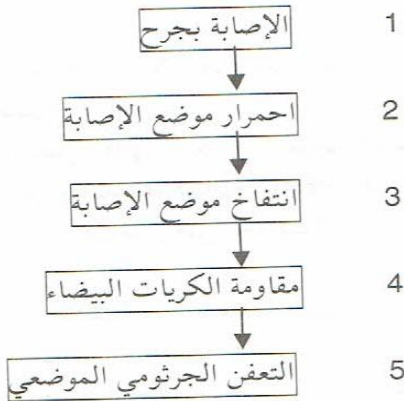 الإصابة بجرح 1
احمرار موضع الإصابة 2
انتفاخ موضع الإصابة 3
مقاومة الكريات البيضاء 4
التعفن الجرثومي الموضعي 5